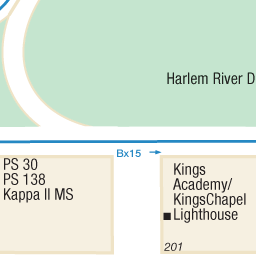 Harlem River D
Bx15
PS 30
PS 138
Kappa II MS
Kings
Academy/
KingsChapel
Lighthouse
201